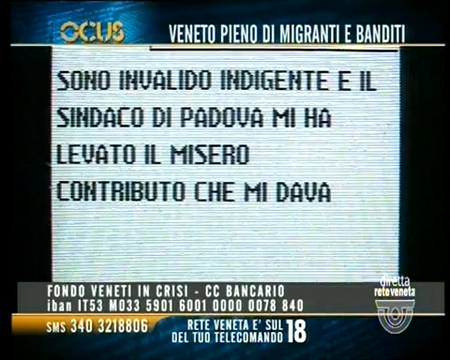 OCUS
VENETO PIENO DI MIGRANTI E BANDITI
SONO INVALIDO INDIGENTE E IL
SINDACO DI PADOVA MI HA
LEVATO IL MISERO
CONTRIBUTO CHE MI DAVA
diretta
reteveneta
FONDO VENETI IN CRISI - CC BANCARIO
iban IT53 M033 5901 6001 0000 0078 840
SMS 340 3218806
RETE VENETA E' SUL
DEL TUO TELECOMANDO 18